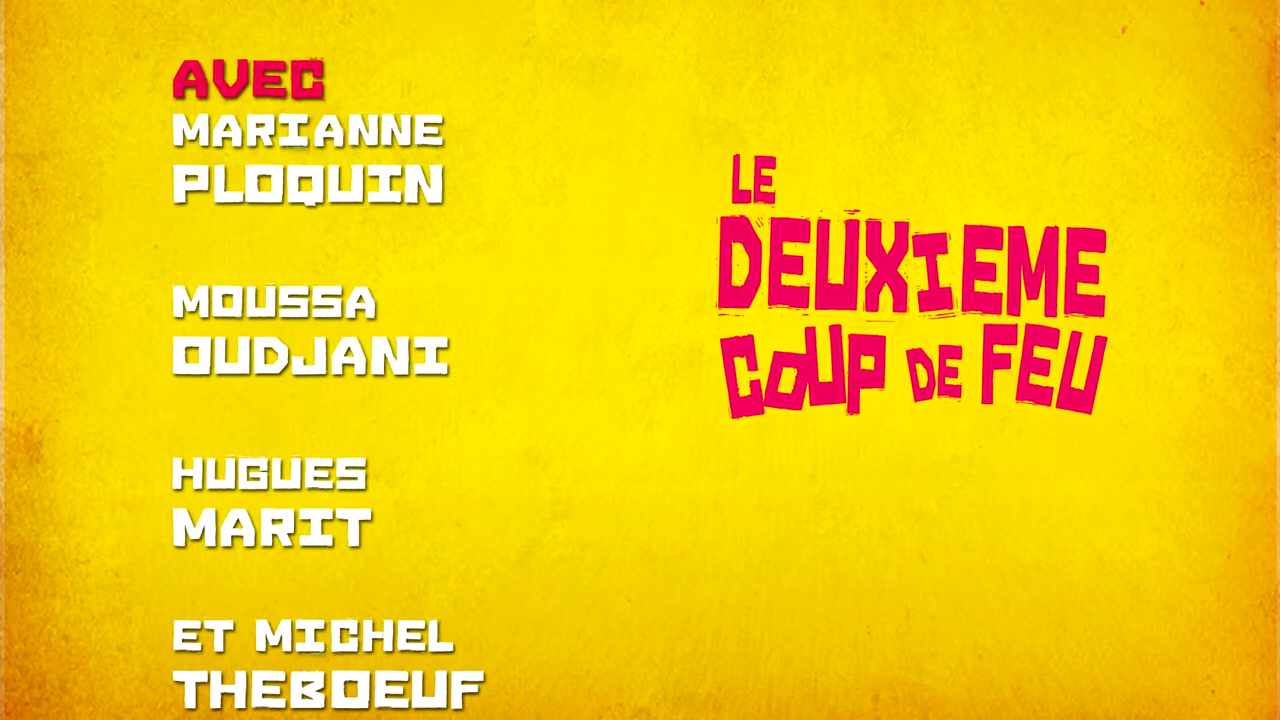 AVEC
MARIANNE
PLOQUIN
MOUSSA
OUDJANI
HUGUES
MARIT
ET MICHEL
THEBOEUF
LE
DEUXIEME
COUP DE FEU